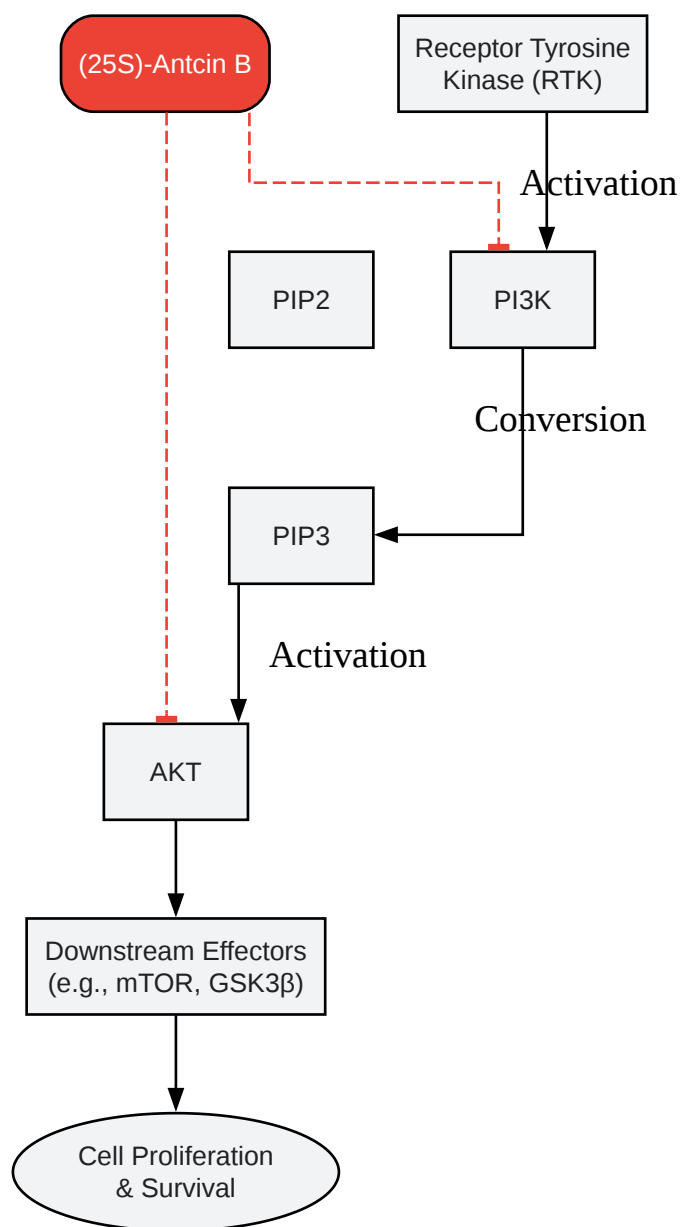 (25S)-Antcin B
Receptor Tyrosine
Kinase (RTK)
Activation
PIP2
PI3K
Conversion
PIP3
Activation
AKT
Downstream Effectors
(e.g., mTOR, GSK3β)
Cell Proliferation
& Survival